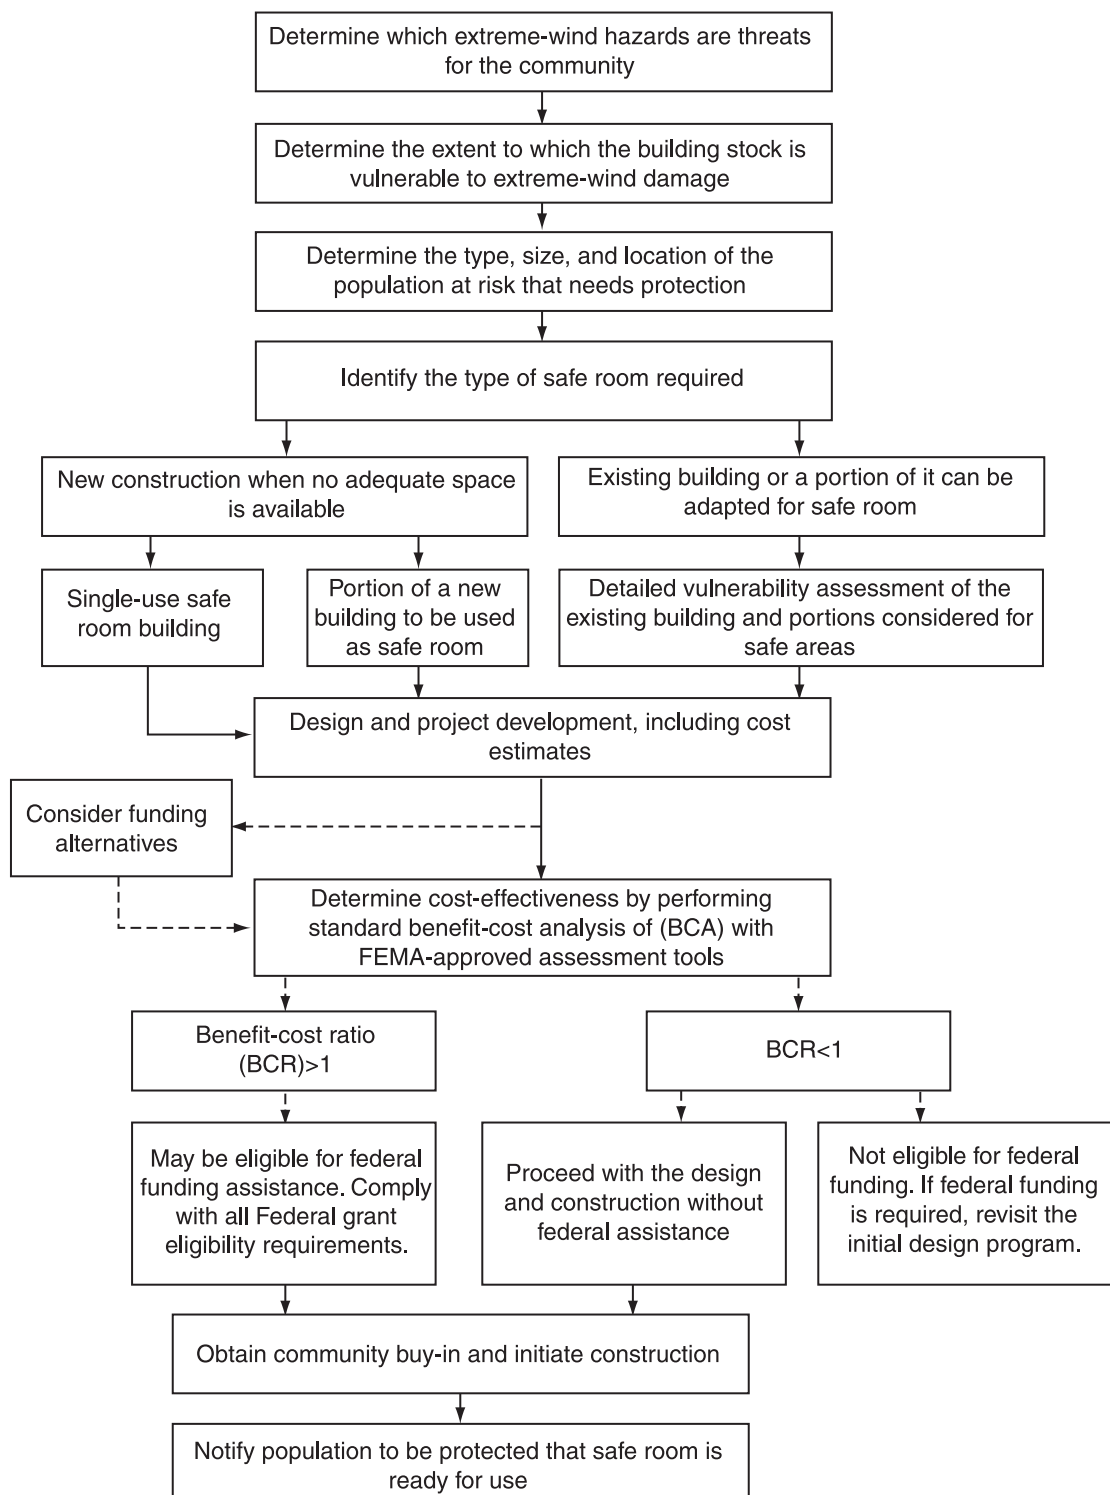 Determine which extreme-wind hazards are threats
for the community
Determine the extent to which the building stock is
vulnerable to extreme-wind damage
Determine the type, size, and location of the
population at risk that needs protection
Identify the type of safe room required
New construction when no adequate space
is available
Existing building or a portion of it can be
adapted for safe room
Single-use safe
room building
Portion of a new
building to be used
as safe room
Detailed vulnerability assessment of the
existing building and portions considered for
safe areas
Design and project development, including cost
estimates
Consider funding
alternatives
Determine cost-effectiveness by performing
standard benefit-cost analysis of (BCA) with
FEMA-approved assessment tools
Benefit-cost ratio
(BCR)>1
BCR<1
May be eligible for federal
funding assistance. Comply
with all Federal grant
eligibility requirements.
Proceed with the design
and construction without
federal assistance
Not eligible for federal
funding. If federal funding
is required, revisit the
initial design program.
Obtain community buy-in and initiate construction
Notify population to be protected that safe room is
ready for use